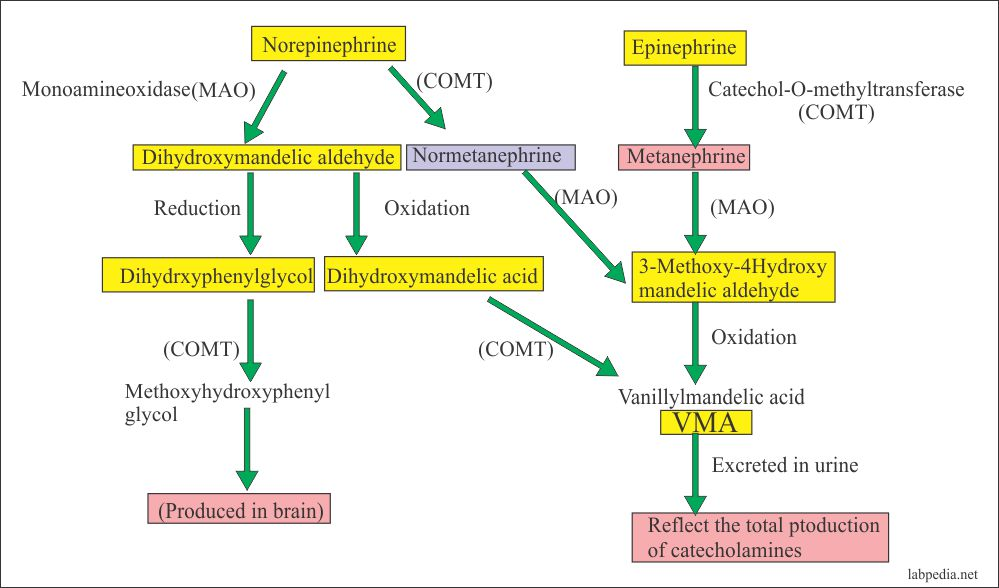 Norepinephrine
Epinephrine
Monoamineoxidase(MAO)
(COMT)
Catechol-O-methyltransferase
(COMT)
Dihydroxymandelic aldehyde
Normetanephrine
Metanephrine
Reduction
Oxidation
(MAO)
(MAO)
Dihydrxyphenylglycol
Dihydroxymandelic acid
3-Methoxy-4Hydroxy
mandelic aldehyde
(COMT)
(COMT)
Oxidation
Methoxyhydroxyphenyl
glycol
Vanillylmandelic acid
VMA
Excreted in urine
(Produced in brain)
Reflect the total ptoduction
of catecholamines
labpedia.net